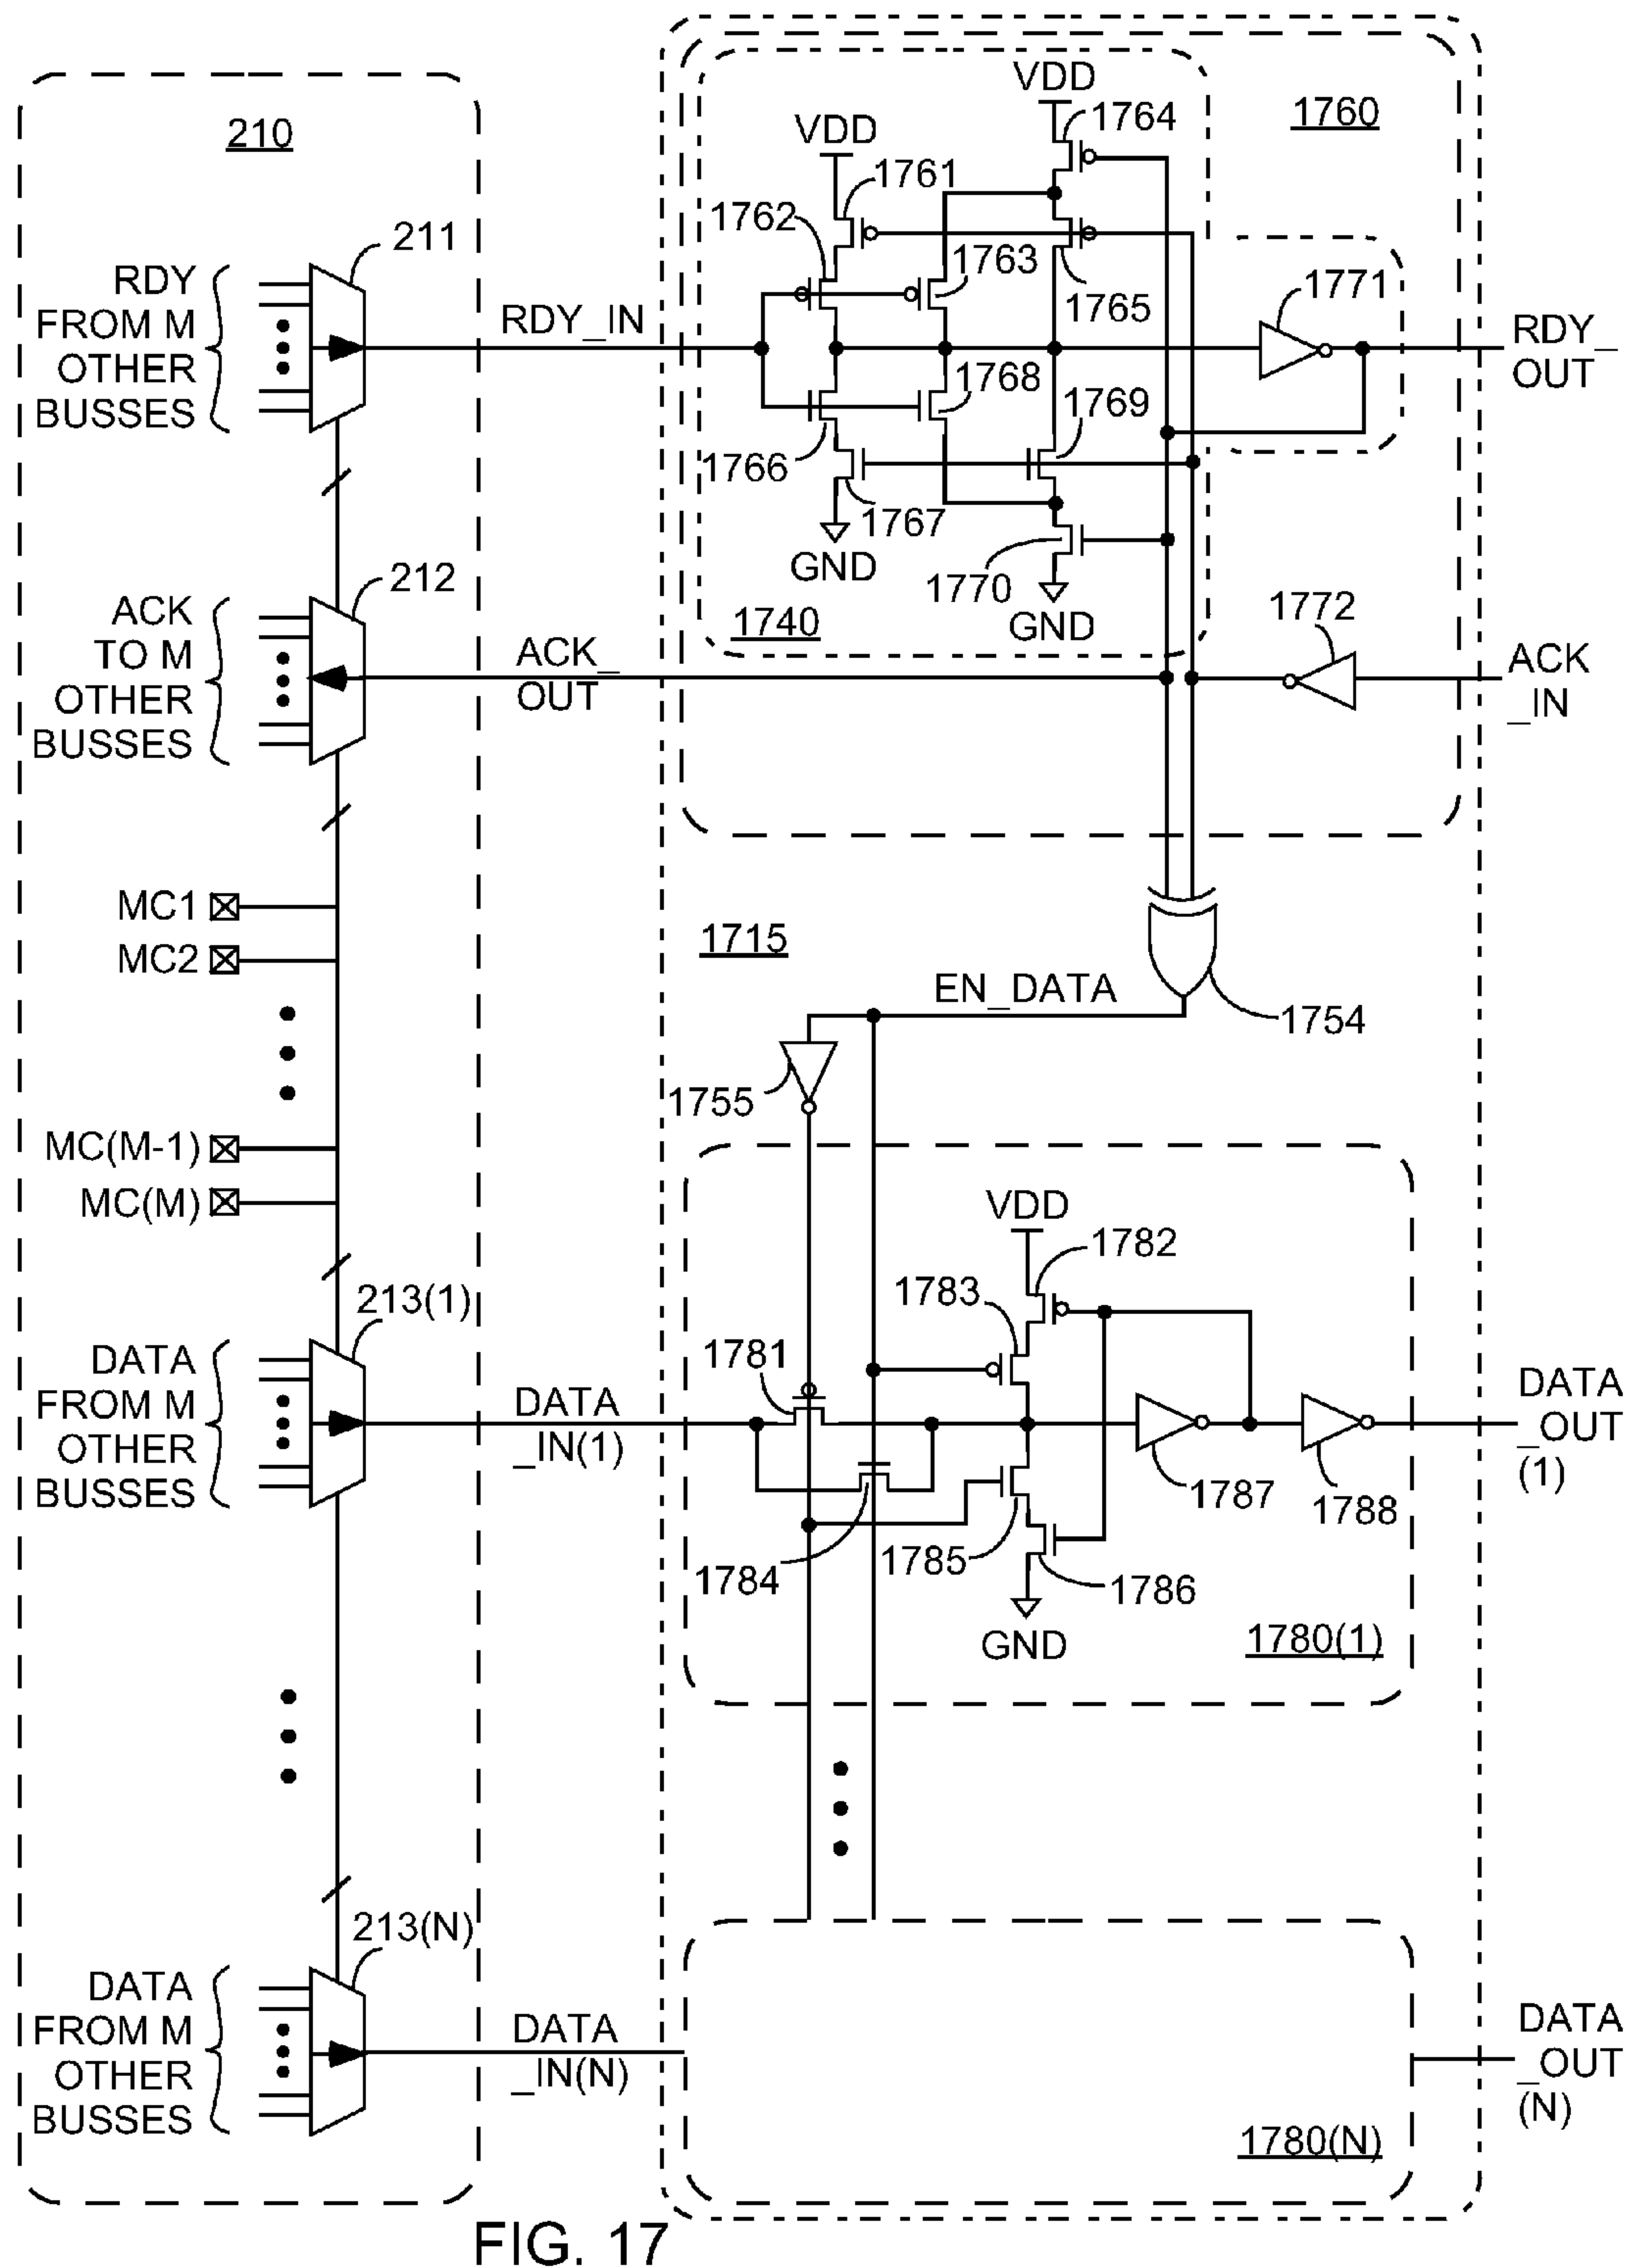 210
211
RDY
FROM M
OTHER
BUSSES
RDY_IN
212
ACK
TO M
OTHER
BUSSES
ACK_
OUT
MC1
MC2
MC(M-1)
MC(M)
213(1)
DATA
FROM M
OTHER
BUSSES
DATA
_IN(1)
213(N)
DATA
FROM M
OTHER
BUSSES
DATA
_IN(N)
VDD
1764
1760
VDD
1761
1762
1763
1765
1771
RDY_
OUT
1768
1769
1766
1767
GND
1770
GND
1740
1772
ACK
_IN
1715
EN_DATA
1754
1755
VDD
1782
1783
1781
DATA
_OUT
(1)
1787
1788
1784
1785
1786
GND
1780(1)
DATA
_OUT
(N)
1780(N)
FIG. 17